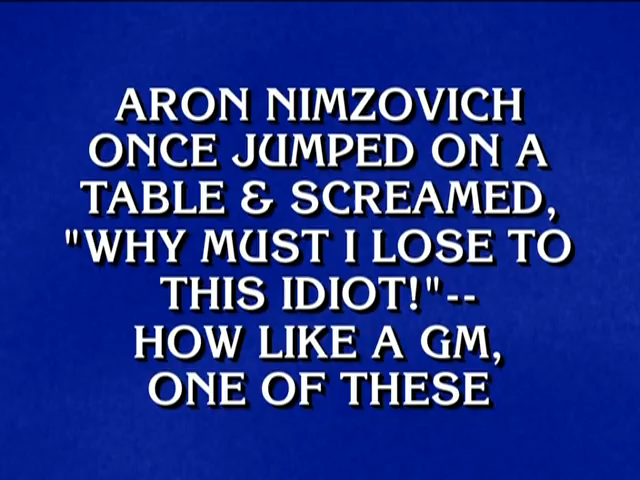 ARON NIMZOVICH
ONCE JUMPED ON A
TABLE & SCREAMED,
"WHY MUST I LOSE TO
THIS IDIOT!"--
HOW LIKE A GM,
ONE OF THESE